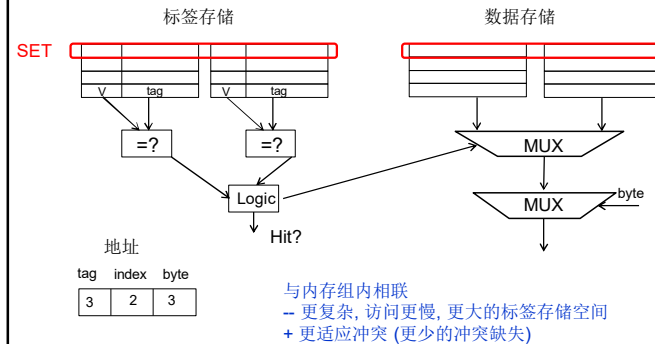 标签存储
数据存储
SET
V
tag
V
tag
=?
=?
MUX
Logic
MUX
byte
Hit?
地址
tag index byte
3 2 3
与内存组内相联
-- 更复杂, 访问更慢, 更大的标签存储空间
+ 更适应冲突 (更少的冲突缺失)